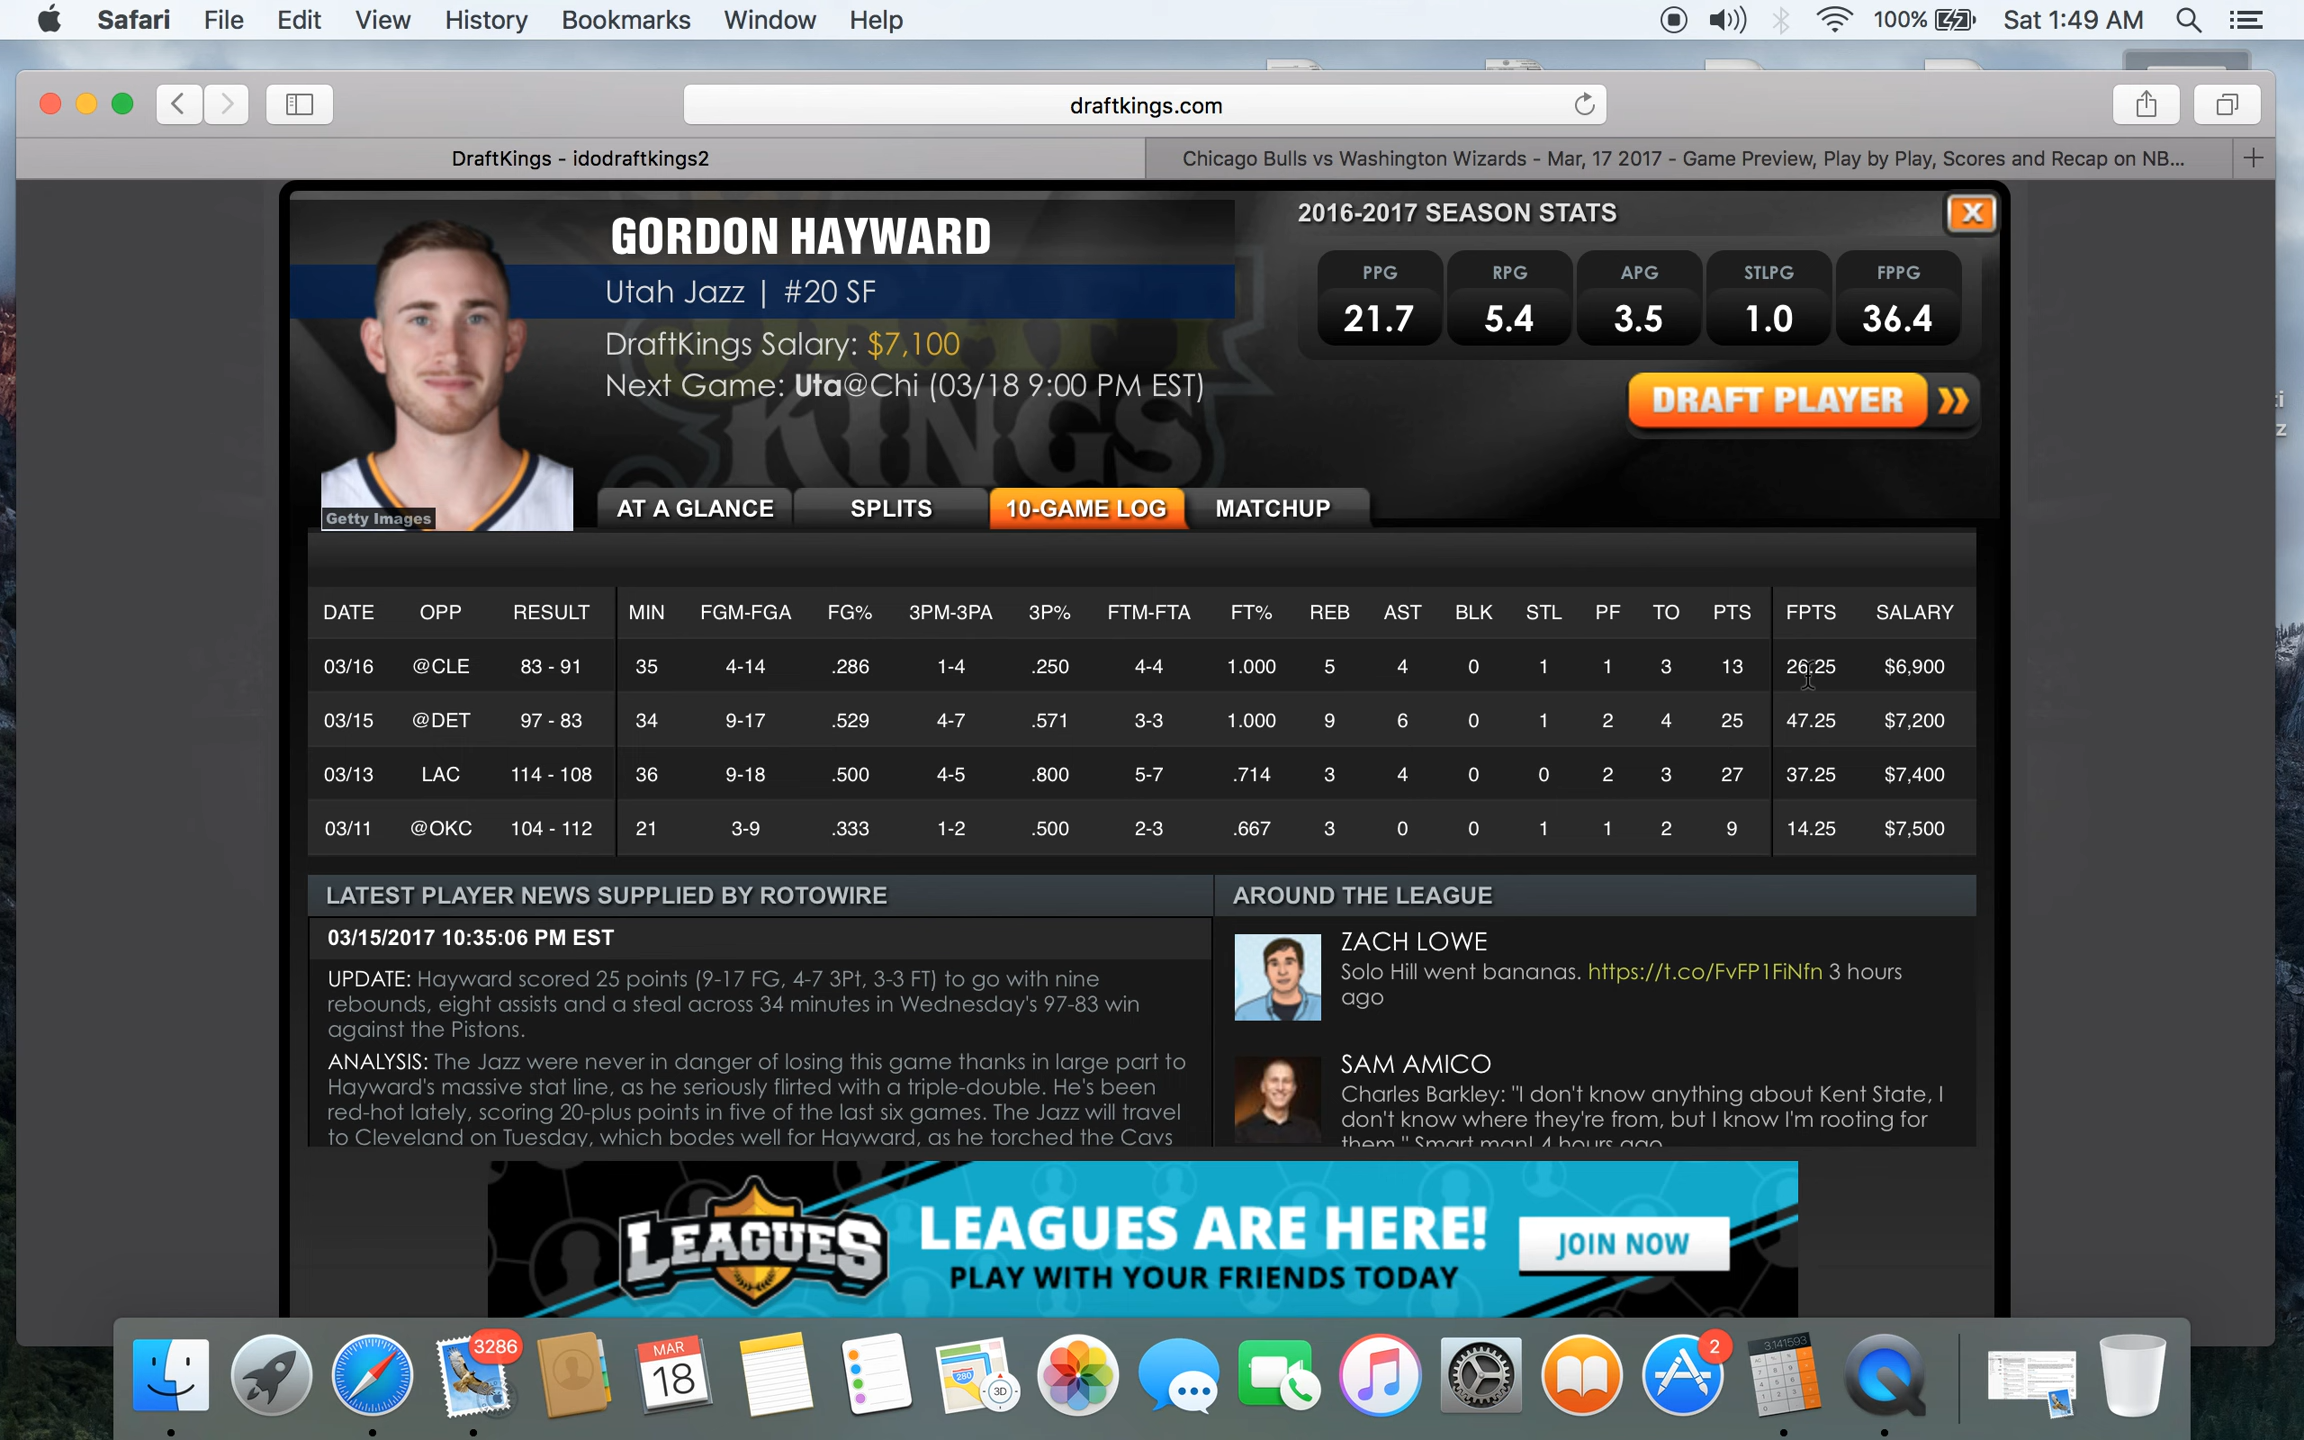 Safari File Edit View History Bookmarks Window Help 100% Sat 1:49 AM
draftkings.com
DraftKings - idodraftkings2
Chicago Bulls vs Washington Wizards - Mar, 17 2017 - Game Preview, Play by Play, Scores and Recap on NB...
GORDON HAYWARD
Utah Jazz | #20 SF
DraftKings Salary: $7,100
Next Game: Uta@Chi (03/18 9:00 PM EST)
Getty Images
2016-2017 SEASON STATS
PPG RPG APG STLPG FPPG
21.7 5.4 3.5 1.0 36.4
DRAFT PLAYER
KINGS
AT A GLANCE SPLITS 10-GAME LOG MATCHUP
DATE OPP RESULT MIN FGM-FGA FG% 3PM-3PA 3P% FTM-FTA FT% REB AST BLK STL PF TO PTS FPTS SALARY
03/16 @CLE 83 - 91 35 4-14 .286 1-4 .250 4-4 1.000 5 4 0 1 1 3 13 26.25 $6,900
03/15 @DET 97 - 83 34 9-17 .529 4-7 .571 3-3 1.000 9 6 0 1 2 4 25 47.25 $7,200
03/13 LAC 114 - 108 36 9-18 .500 4-5 .800 5-7 .714 3 4 0 0 2 3 27 37.25 $7,400
03/11 @OKC 104 - 112 21 3-9 .333 1-2 .500 2-3 .667 3 0 0 1 1 2 9 14.25 $7,500
LATEST PLAYER NEWS SUPPLIED BY ROTOWIRE
03/15/2017 10:35:06 PM EST
UPDATE: Hayward scored 25 points (9-17 FG, 4-7 3Pt, 3-3 FT) to go with nine
rebounds, eight assists and a steal across 34 minutes in Wednesday's 97-83 win
against the Pistons.
ANALYSIS: The Jazz were never in danger of losing this game thanks in large part to
Hayward's massive stat line, as he seriously flirted with a triple-double. He's been
red-hot lately, scoring 20-plus points in five of the last six games. The Jazz will travel
to Cleveland on Tuesday, which bodes well for Hayward, as he torched the Cavs
AROUND THE LEAGUE
ZACH LOWE
Solo Hill went bananas. https://t.co/FvFP1FiNfn 3 hours
ago
SAM AMICO
Charles Barkley: "I don't know anything about Kent State, I
don't know where they're from, but I know I'm rooting for
them." Smart man! 4 hours ago
LEAGUES
LEAGUES ARE HERE!
PLAY WITH YOUR FRIENDS TODAY
JOIN NOW
3286
MAR
18
280
3D
2
3.141593